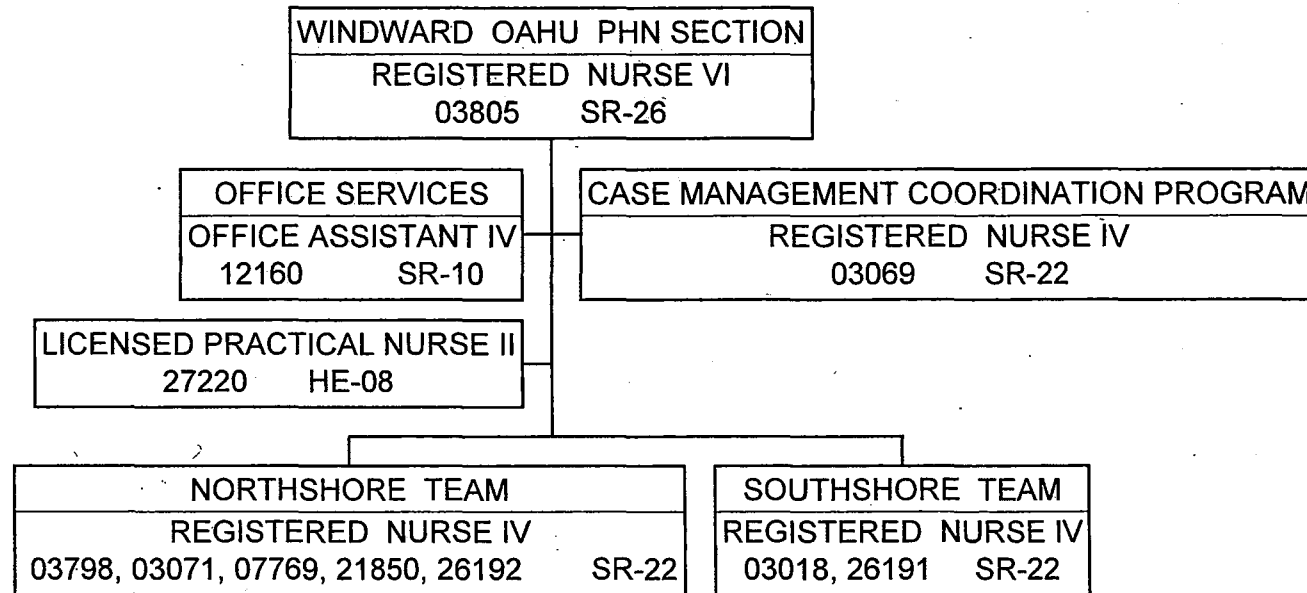 WINDWARD OAHU PHN SECTION
REGISTERED NURSE VI
03805 SR-26
OFFICE SERVICES
OFFICE ASSISTANT IV
12160 SR-10
CASE MANAGEMENT COORDINATION PROGRAM
REGISTERED NURSE IV
03069 SR-22
LICENSED PRACTICAL NURSE II
27220 HE-08
NORTHSHORE TEAM
REGISTERED NURSE IV
03798, 03071, 07769, 21850, 26192 SR-22
SOUTHSHORE TEAM
REGISTERED NURSE IV
03018, 26191 SR-22